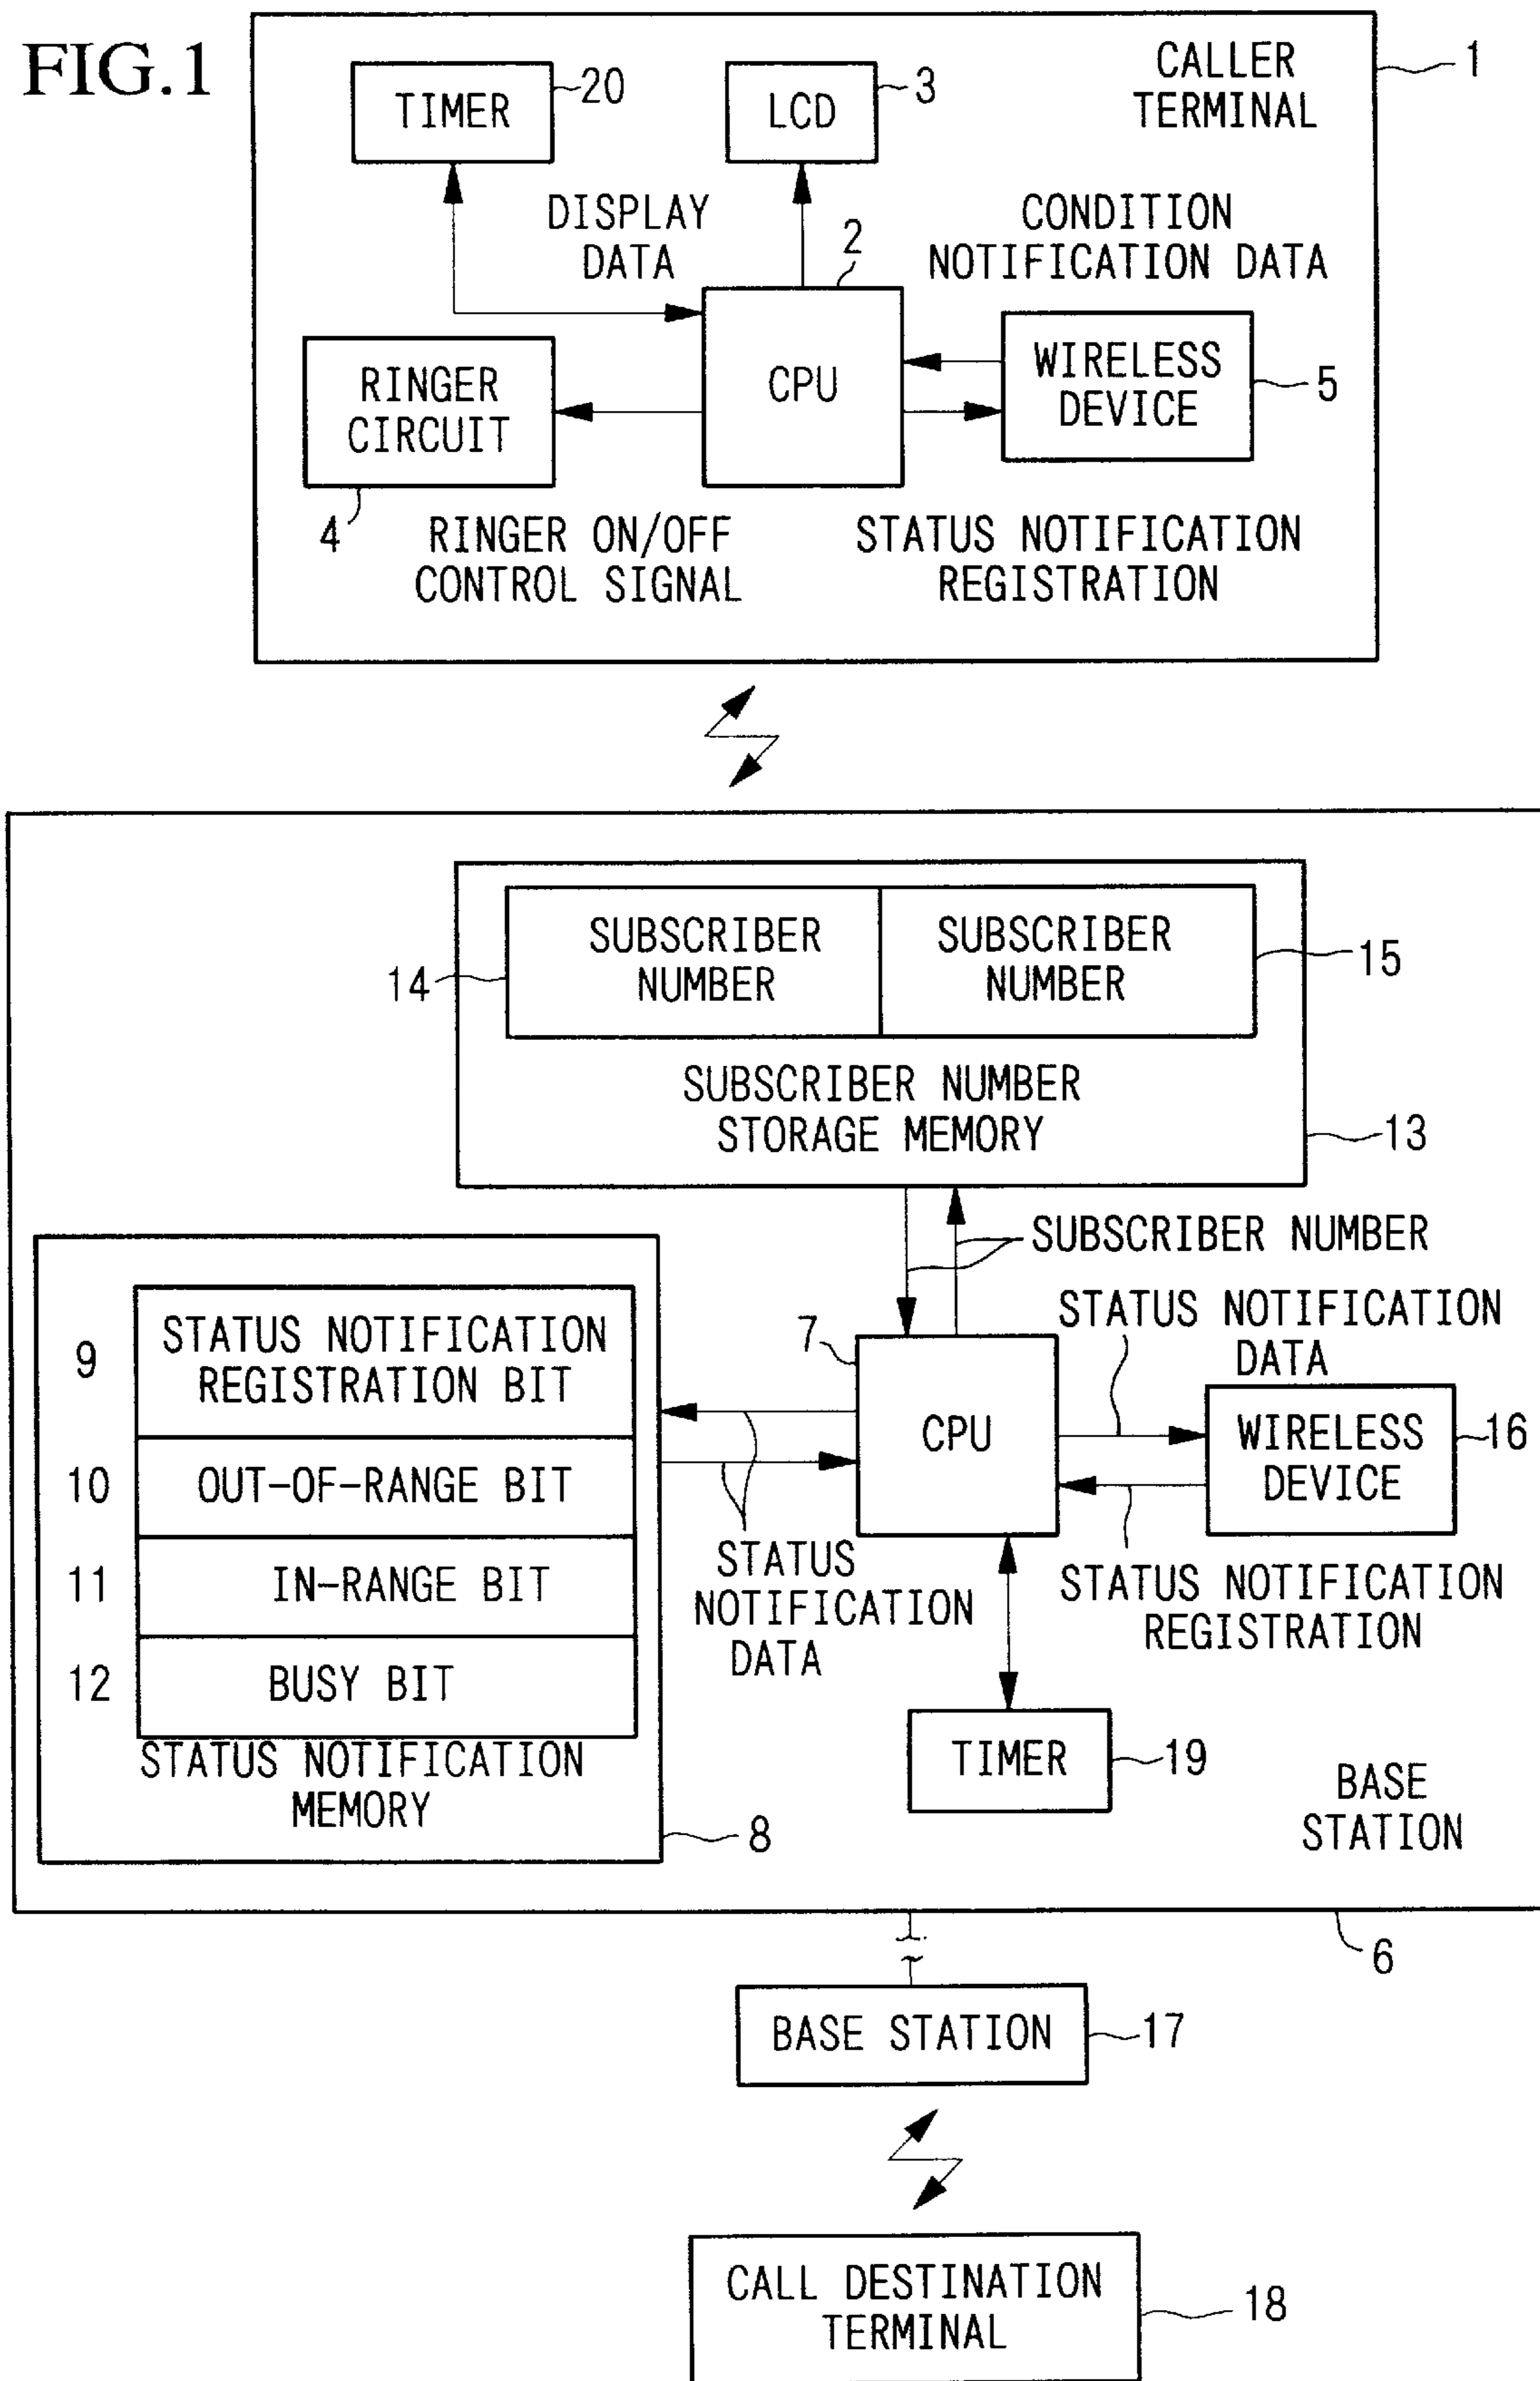 FIG.1
CALLER
TERMINAL
1
TIMER
20
LCD
3
DISPLAY
DATA
2
CONDITION
NOTIFICATION DATA
RINGER
CIRCUIT
CPU
WIRELESS
DEVICE
5
4
RINGER ON/OFF
CONTROL SIGNAL
STATUS NOTIFICATION
REGISTRATION
14
SUBSCRIBER
NUMBER
SUBSCRIBER
NUMBER
15
SUBSCRIBER NUMBER
STORAGE MEMORY
13
SUBSCRIBER NUMBER
9
STATUS NOTIFICATION
REGISTRATION BIT
10
OUT-OF-RANGE BIT
11
IN-RANGE BIT
12
BUSY BIT
STATUS NOTIFICATION
MEMORY
8
7
CPU
STATUS NOTIFICATION
DATA
WIRELESS
DEVICE
16
STATUS
NOTIFICATION
DATA
STATUS NOTIFICATION
REGISTRATION
TIMER
19
BASE
STATION
6
BASE STATION
17
CALL DESTINATION
TERMINAL
18